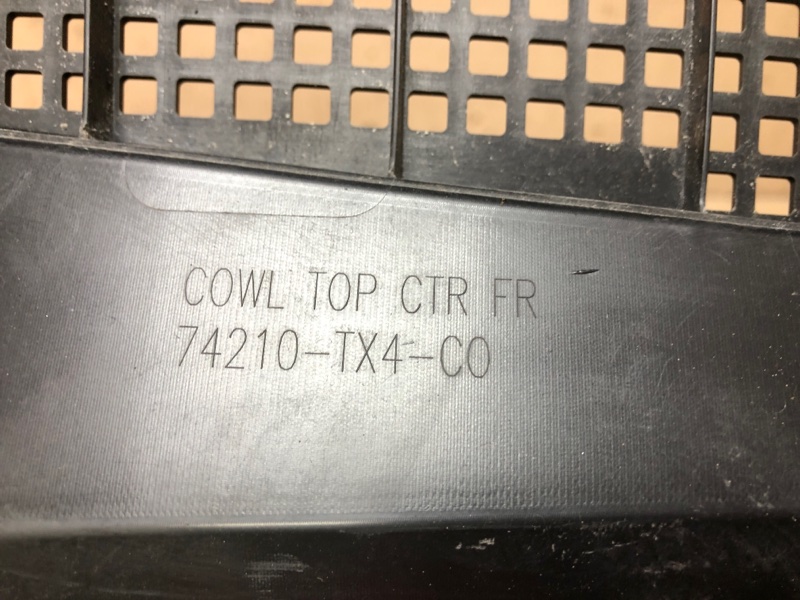 COWL TOP CTR FR
74210-TX4-C0